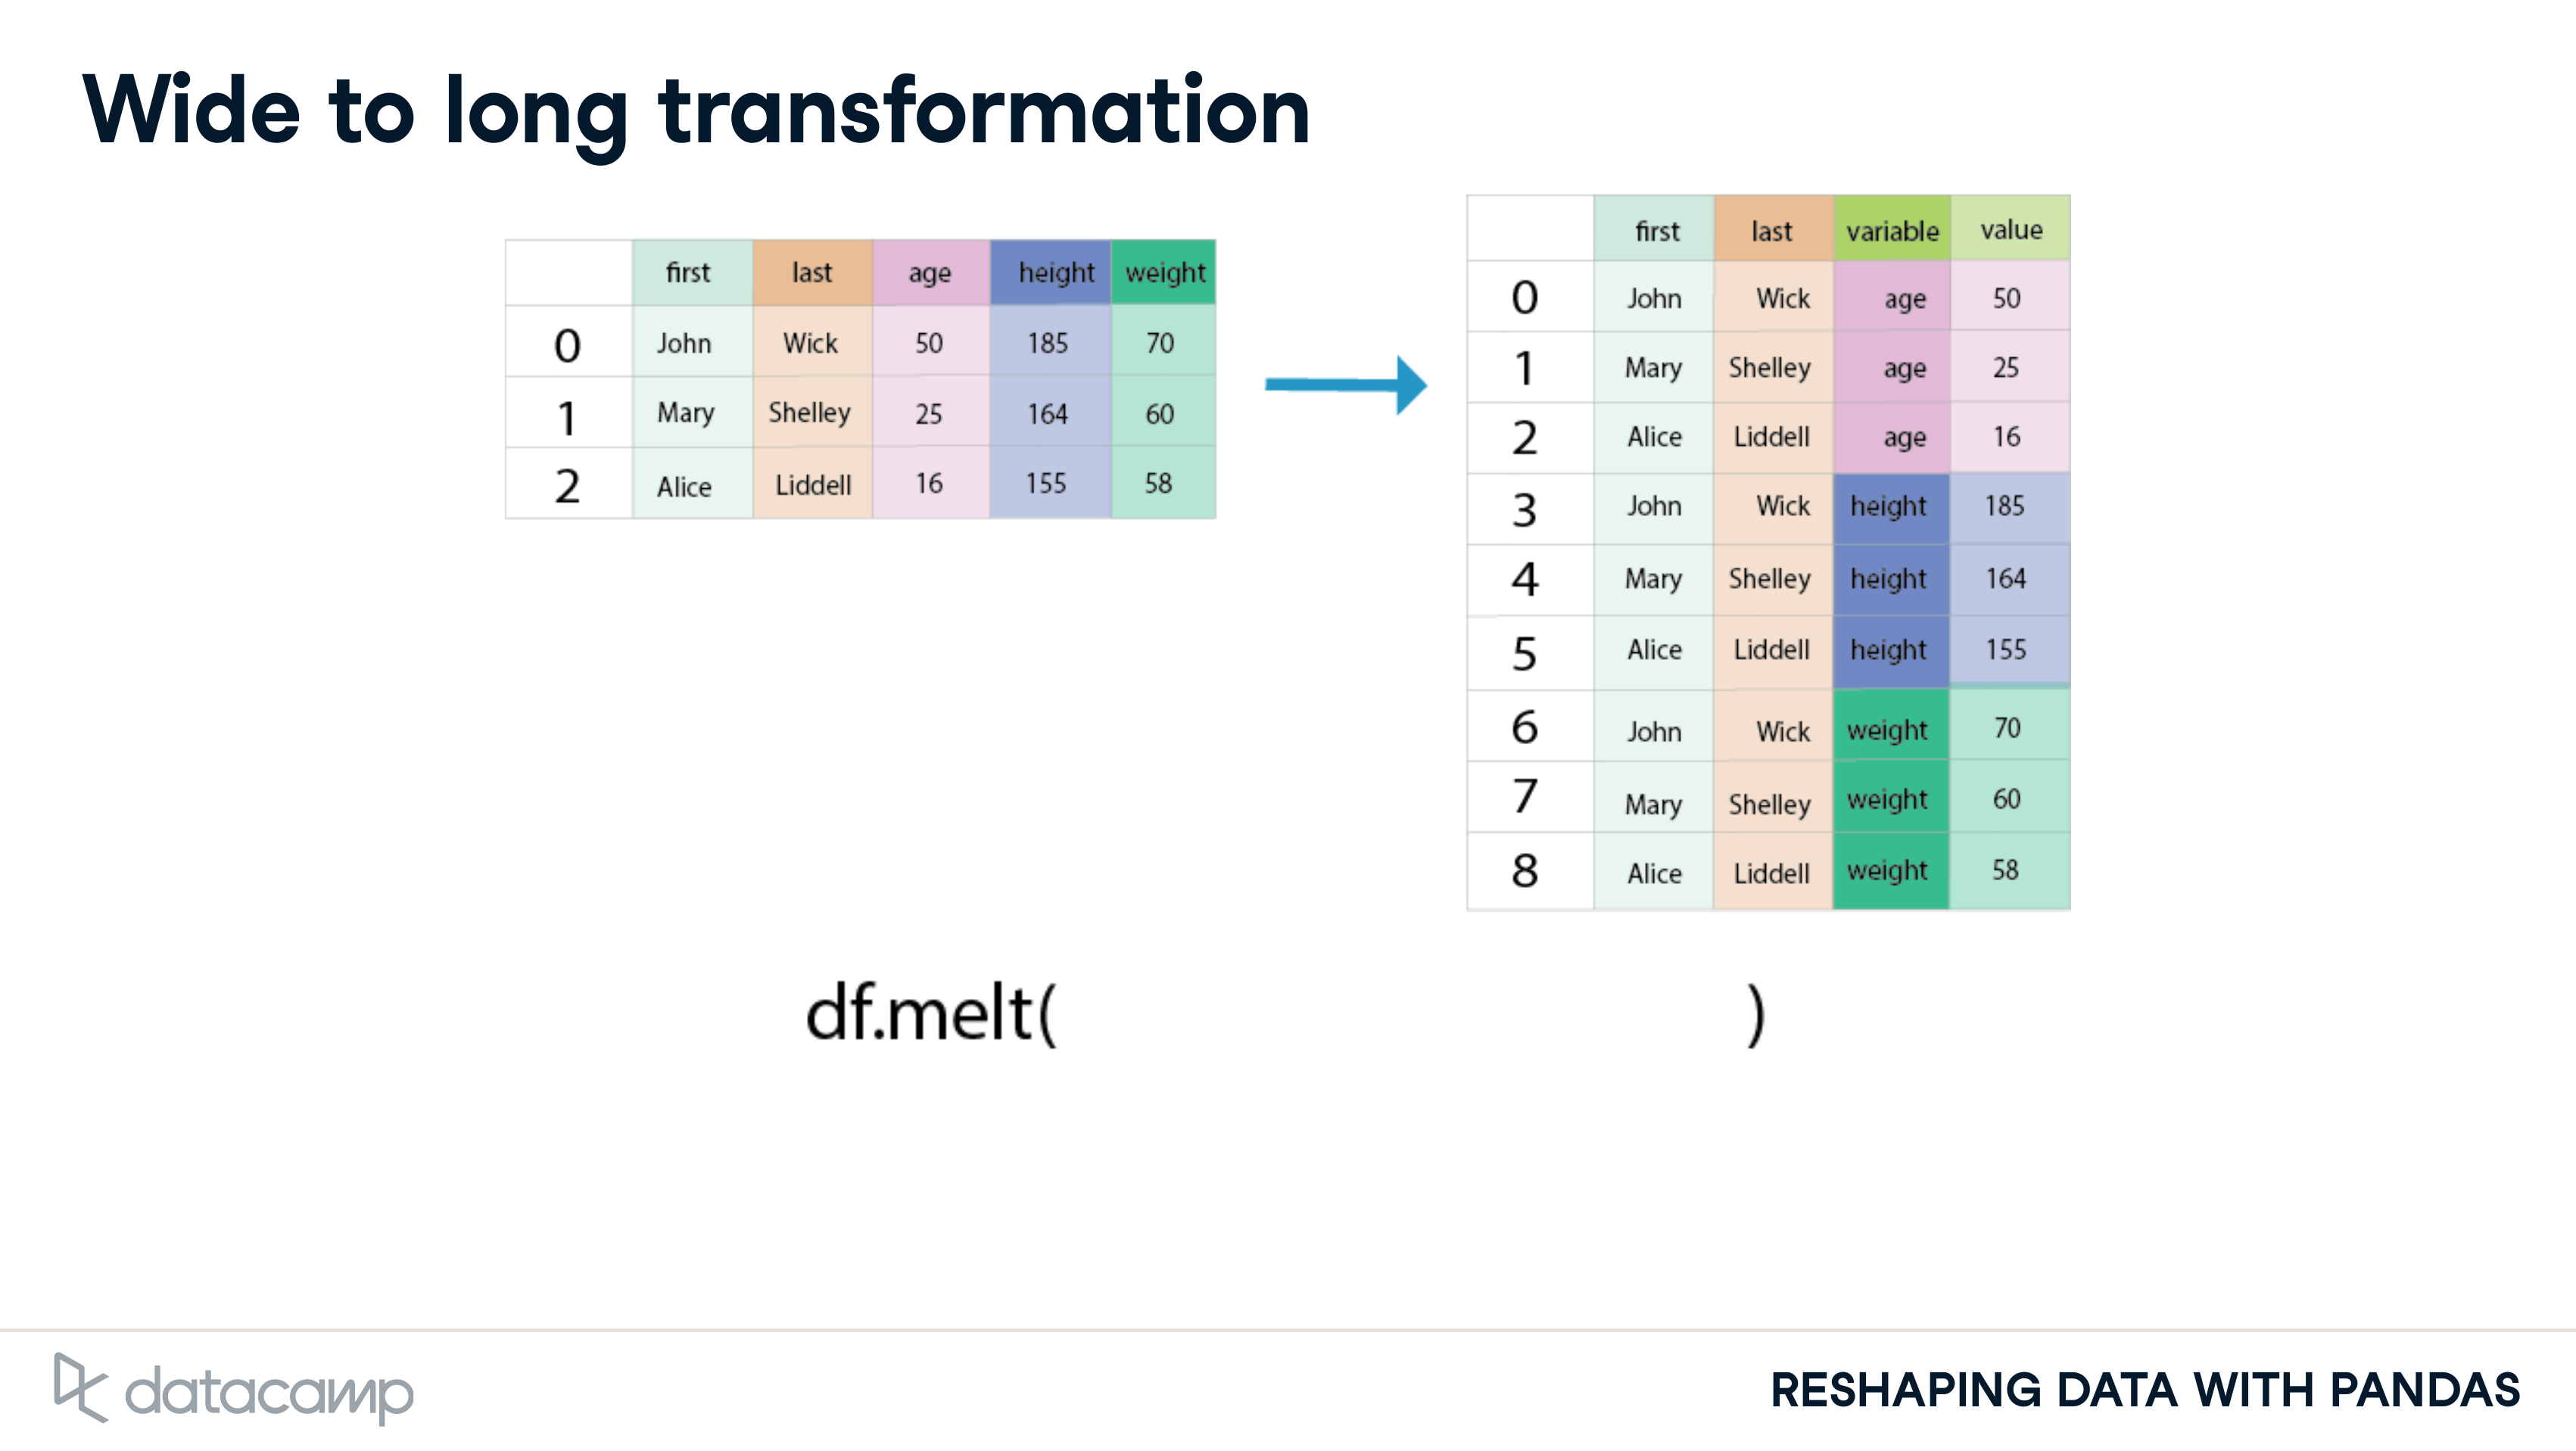 Wide to long transformation
first last age height weight
0 John Wick 50 185 70
1 Mary Shelley 25 164 60
2 Alice Liddell 16 155 58
first last variable value
0 John Wick age 50
1 Mary Shelley age 25
2 Alice Liddell age 16
3 John Wick height 185
4 Mary Shelley height 164
5 Alice Liddell height 155
6 John Wick weight 70
7 Mary Shelley weight 60
8 Alice Liddell weight 58
df.melt( )
datacamp
RESHAPING DATA WITH PANDAS